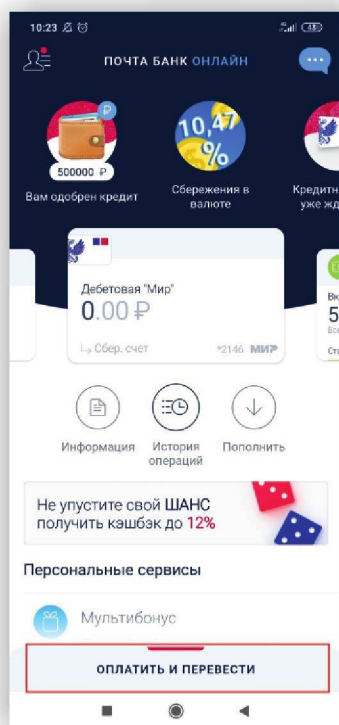 10:23
48
ПОЧТА БАНК ОНЛАЙН
₽
500000 ₽
10,47
%
Вам одобрен кредит
Сбережения в
валюте
Кредитн
уже жд
Дебетовая "Мир"
0.00 ₽
Сбер. счет
*2146 МИР
Вк
5
Ст
Информация
История
операций
Пополнить
Не упустите свой ШАНС
получить кэшбэк до 12%
Персональные сервисы
Мультибонус
ОПЛАТИТЬ И ПЕРЕВЕСТИ